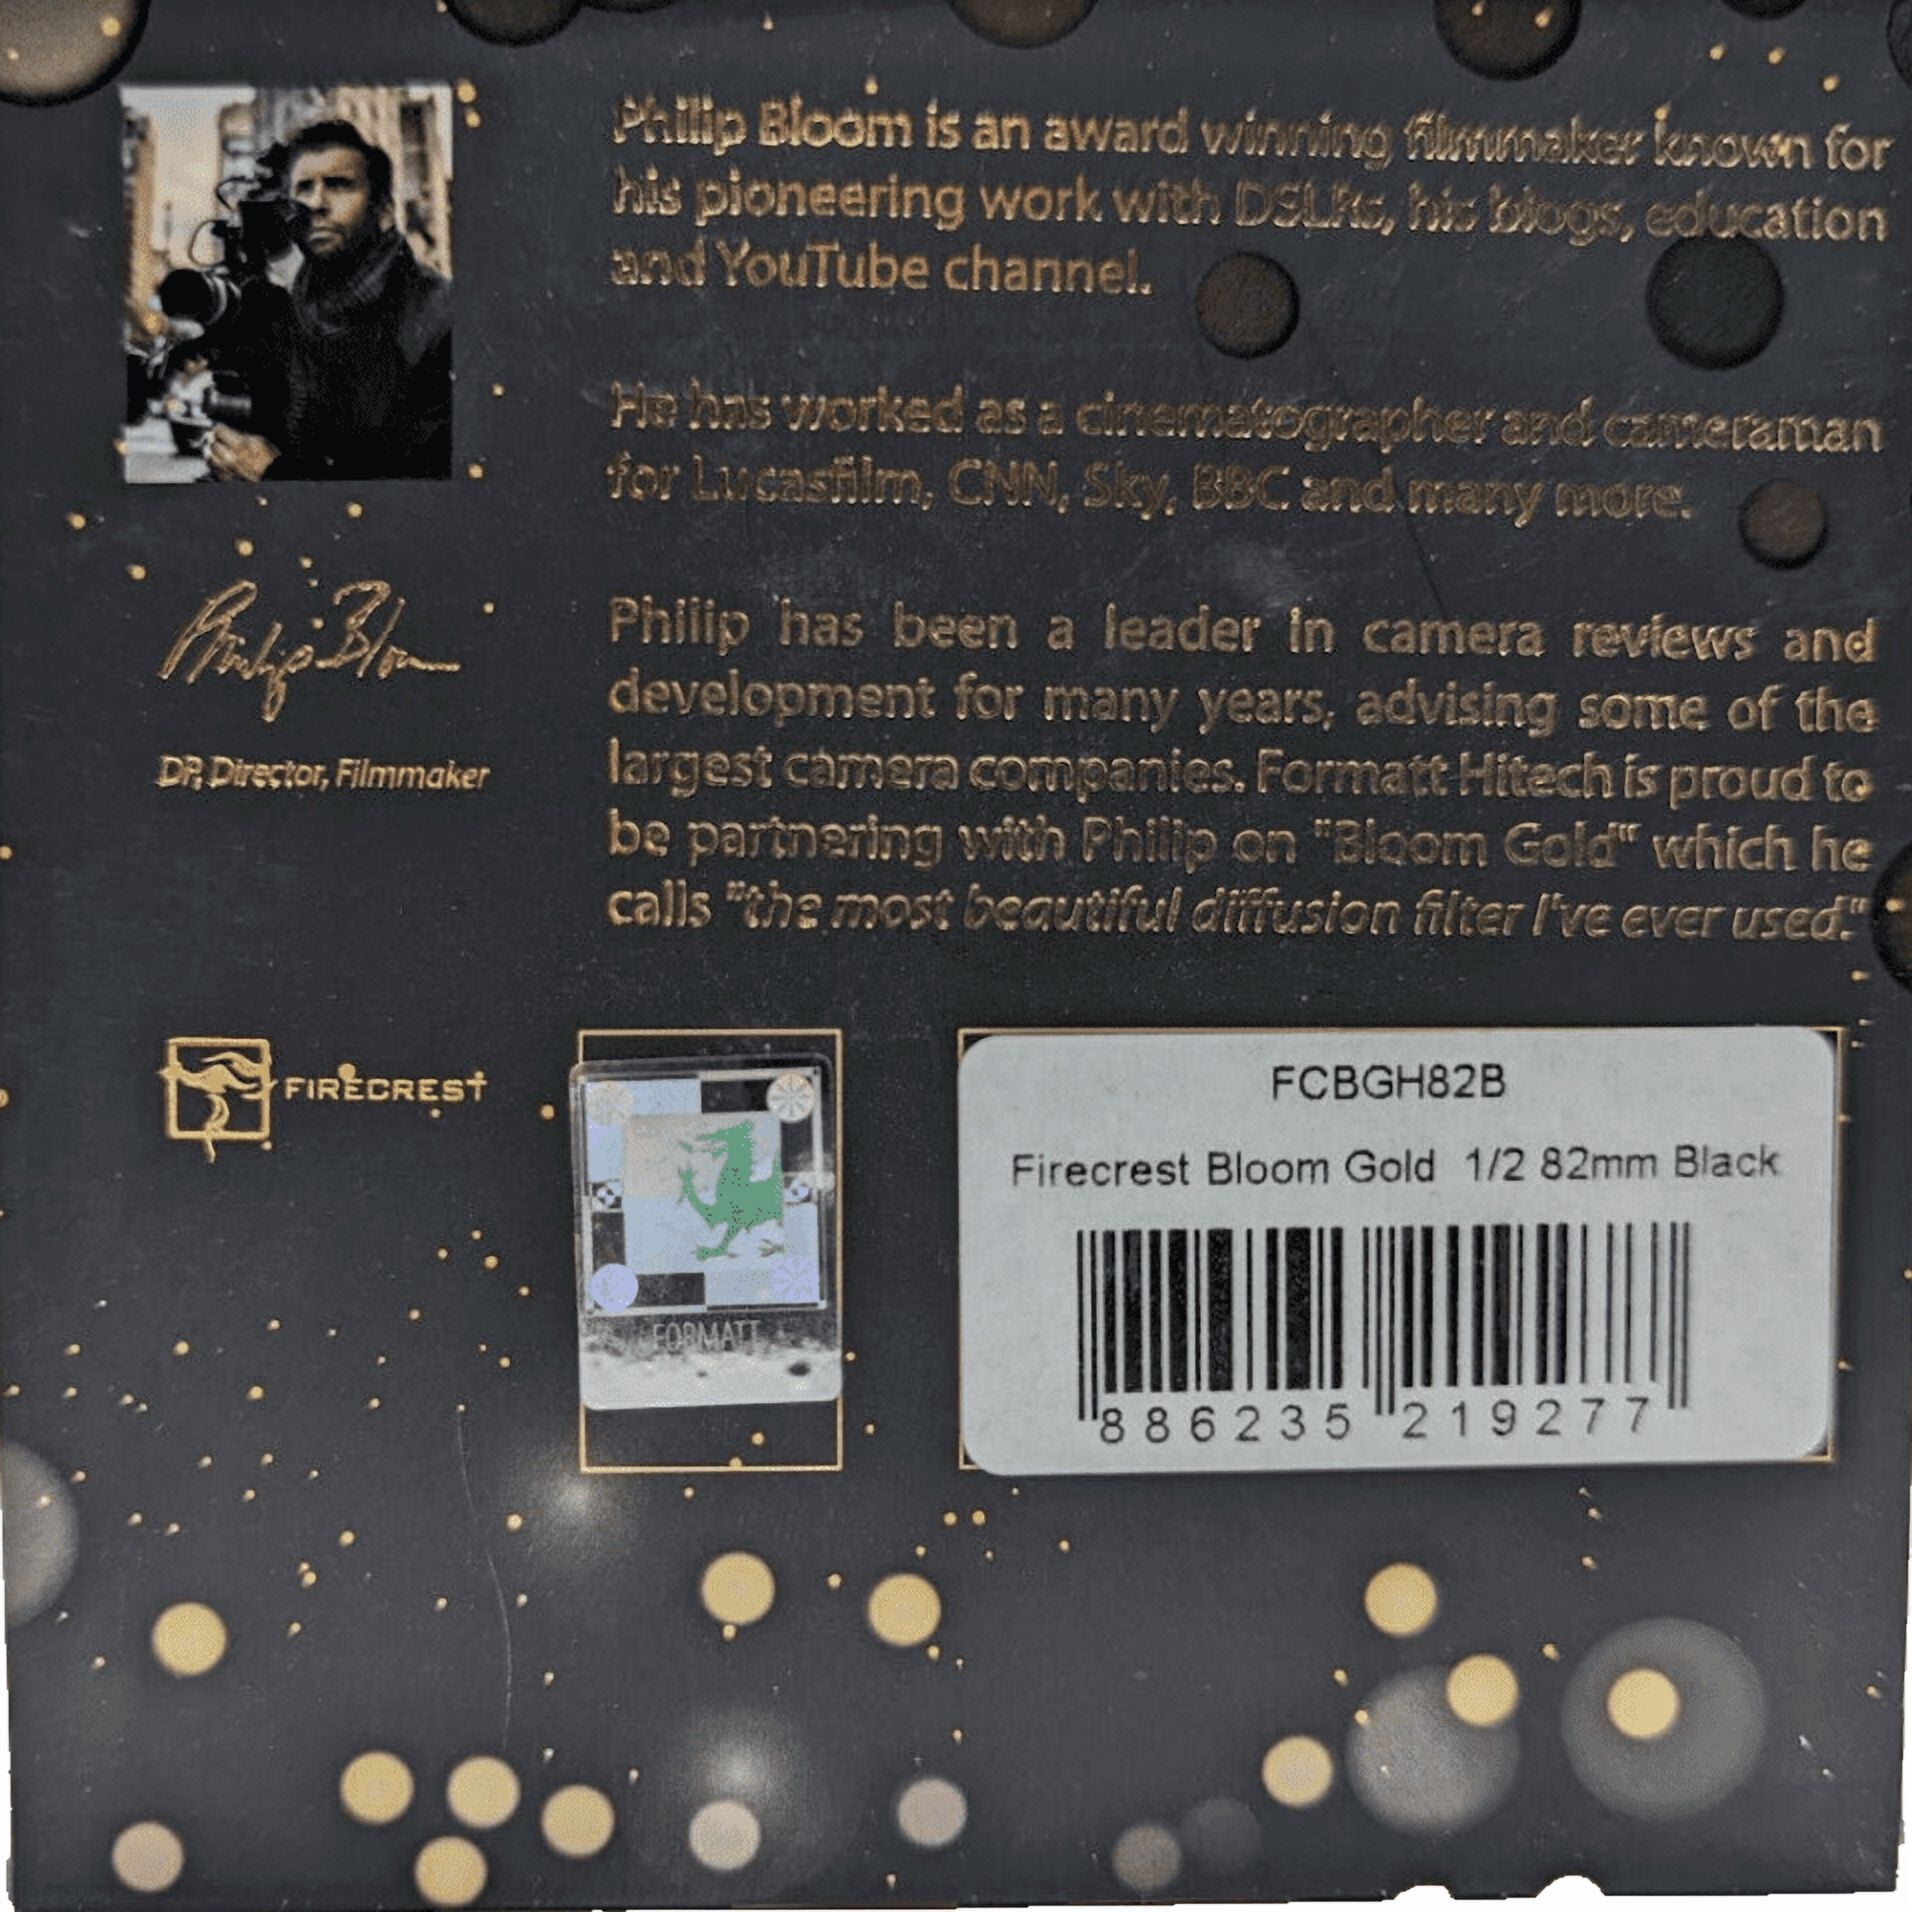 Philip Bloom is an award winning filmmaker known for
his pioneering work with DSLRs, his blogs, education
and YouTube channel.
He has worked as a cinematographer and cameraman
for Lucasfilm, CNN, Sky, BBC and many more.
Philip Bloom
DP, Director, Filmmaker
Philip has been a leader in camera reviews and
development for many years, advising some of the
largest camera companies. Formatt Hitech is proud to
be partnering with Philip on "Bloom Gold" which he
calls "the most beautiful diffusion filter I've ever used."
FIRECREST
FORMATT
FCBGH82B
Firecrest Bloom Gold 1/2 82mm Black
886235 219277